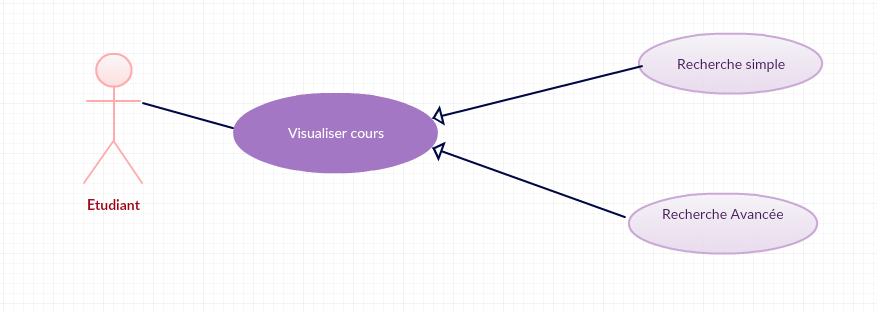 Recherche simple
Visualiser cours
Etudiant
Recherche Avancée